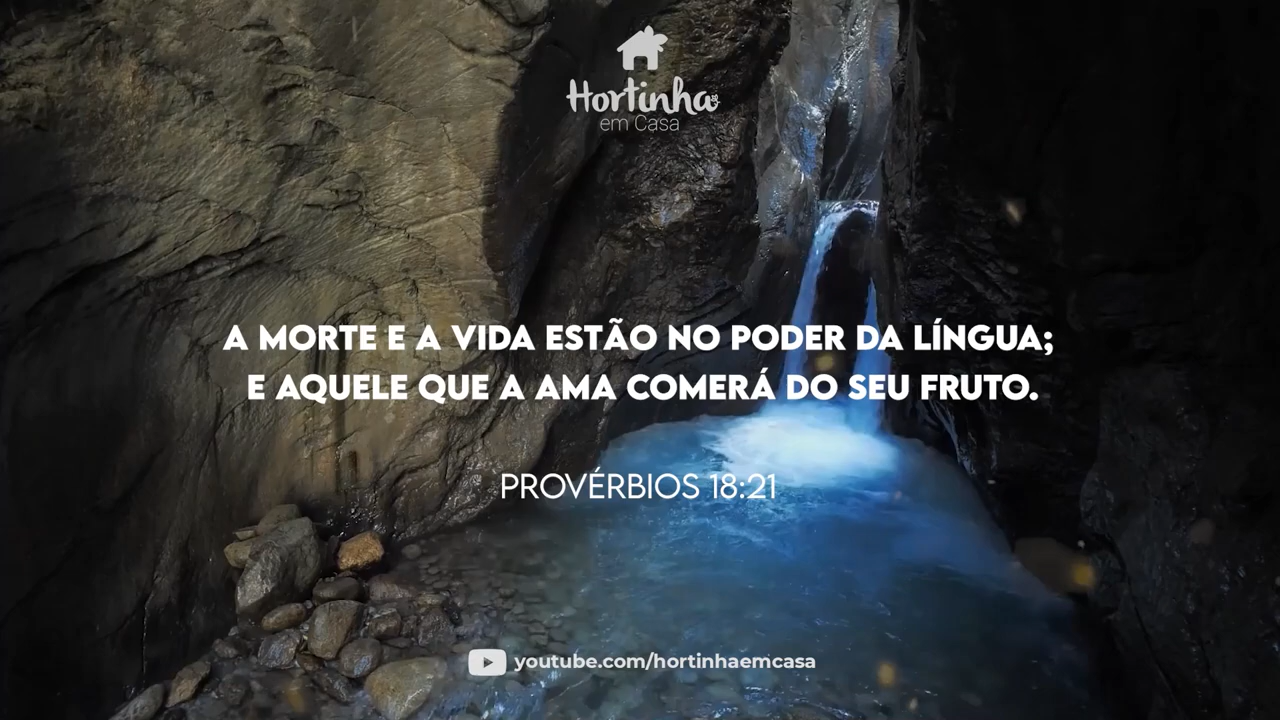 Hortinha
em Casa
A MORTE E A VIDA ESTÃO NO PODER DA LÍNGUA;
E AQUELE QUE A AMA COMERÁ DO SEU FRUTO.
PROVÉRBIOS 18:21
youtube.com/hortinhaemcasa